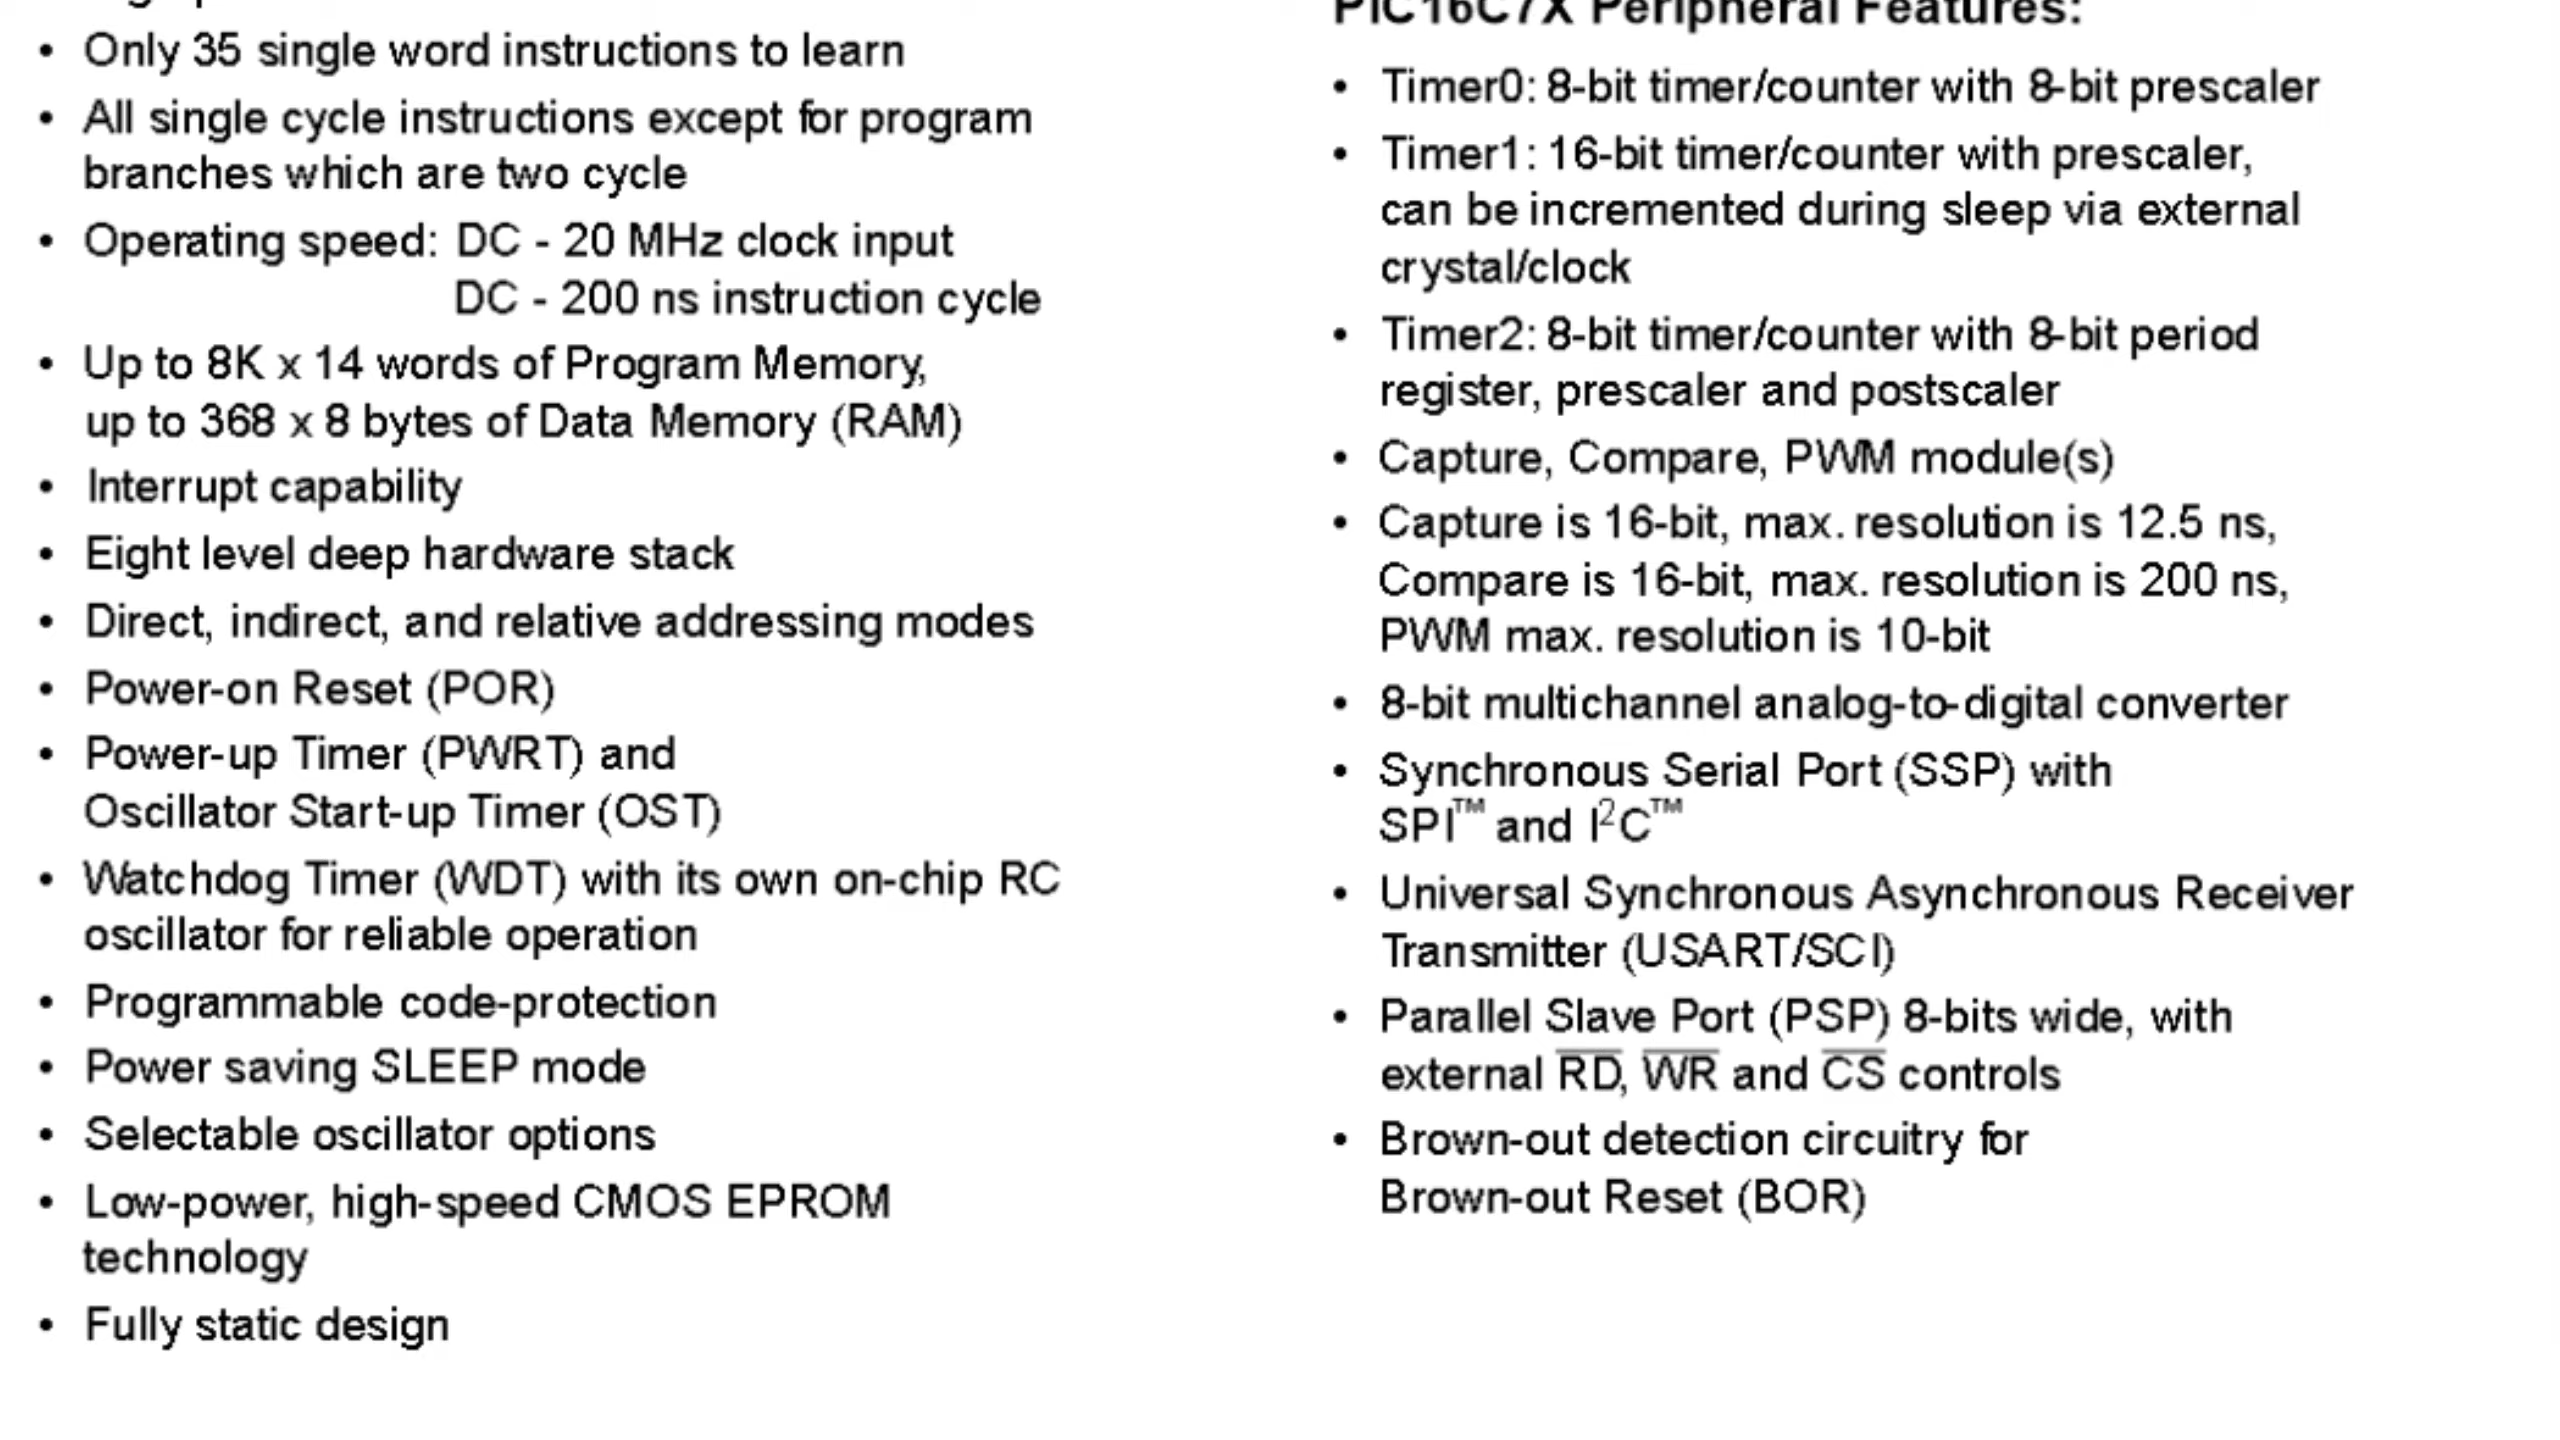 • Only 35 single word instructions to learn
• All single cycle instructions except for program
branches which are two cycle
• Operating speed: DC - 20 MHz clock input
DC - 200 ns instruction cycle
• Up to 8K x 14 words of Program Memory,
up to 368 x 8 bytes of Data Memory (RAM)
• Interrupt capability
• Eight level deep hardware stack
• Direct, indirect, and relative addressing modes
• Power-on Reset (POR)
• Power-up Timer (PWRT) and
Oscillator Start-up Timer (OST)
• Watchdog Timer (WDT) with its own on-chip RC
oscillator for reliable operation
• Programmable code-protection
• Power saving SLEEP mode
• Selectable oscillator options
• Low-power, high-speed CMOS EPROM
technology
• Fully static design
PIC16C7X Peripheral Features:
• Timer0: 8-bit timer/counter with 8-bit prescaler
• Timer1: 16-bit timer/counter with prescaler,
can be incremented during sleep via external
crystal/clock
• Timer2: 8-bit timer/counter with 8-bit period
register, prescaler and postscaler
• Capture, Compare, PWM module(s)
• Capture is 16-bit, max. resolution is 12.5 ns,
Compare is 16-bit, max. resolution is 200 ns,
PWM max. resolution is 10-bit
• 8-bit multichannel analog-to-digital converter
• Synchronous Serial Port (SSP) with
SPI™ and I²C™
• Universal Synchronous Asynchronous Receiver
Transmitter (USART/SCI)
• Parallel Slave Port (PSP) 8-bits wide, with
external R̅D̅, W̅R̅ and C̅S̅ controls
• Brown-out detection circuitry for
Brown-out Reset (BOR)